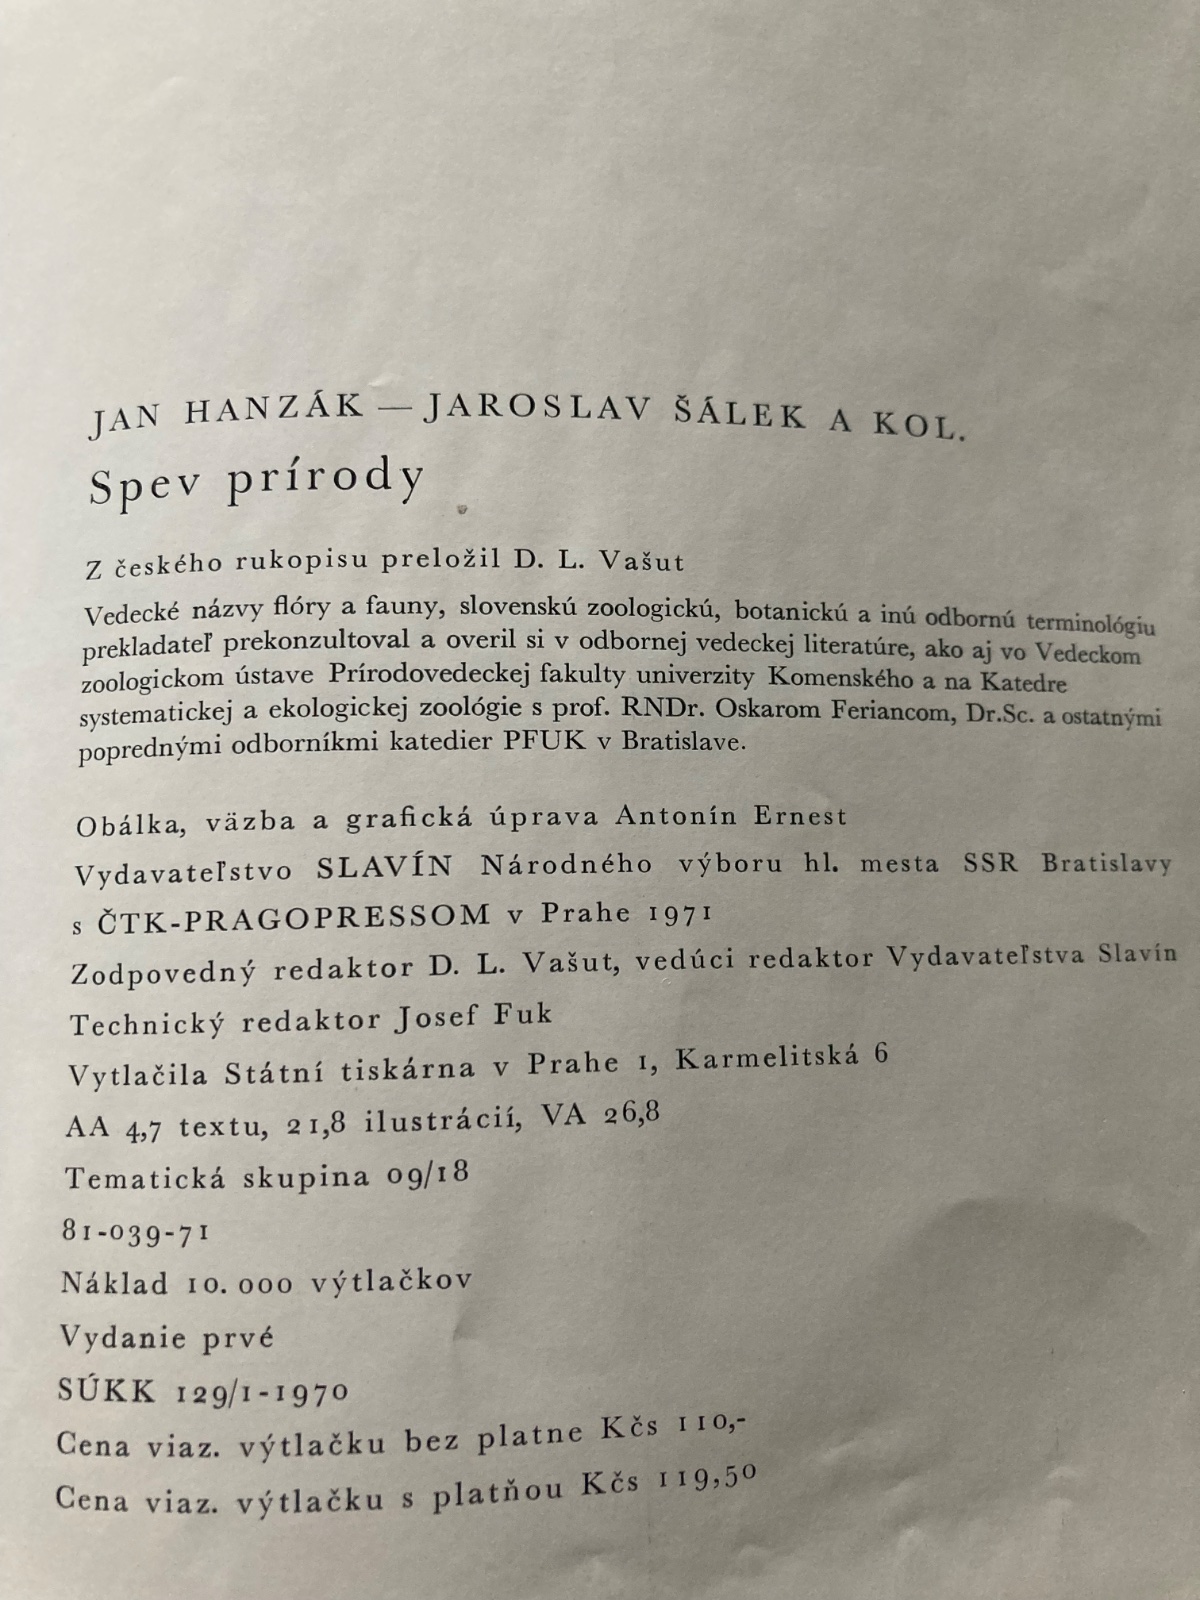 JAN HANZÁK — JAROSLAV ŠÁLEK A KOL.
Spev prírody
Z českého rukopisu preložil D. L. Vašut
Vedecké názvy flóry a fauny, slovenskú zoologickú, botanickú a inú odbornú terminológiu
prekladateľ prekonzultoval a overil si v odbornej vedeckej literatúre, ako aj vo Vedeckom
zoologickom ústave Prírodovedeckej fakulty univerzity Komenského a na Katedre
systematickej a ekologickej zoológie s prof. RNDr. Oskarom Feriancom, Dr.Sc. a ostatnými
poprednými odborníkmi katedier PFUK v Bratislave.
Obálka, väzba a grafická úprava Antonín Ernest
Vydavateľstvo SLAVÍN Národného výboru hl. mesta SSR Bratislavy
s ČTK-PRAGOPRESSOM v Prahe 1971
Zodpovedný redaktor D. L. Vašut, vedúci redaktor Vydavateľstva Slavín
Technický redaktor Josef Fuk
Vytlačila Státní tiskárna v Prahe 1, Karmelitská 6
AA 4,7 textu, 21,8 ilustrácií, VA 26,8
Tematická skupina 09/18
81-039-71
Náklad 10.000 výtlačkov
Vydanie prvé
SÚKK 129/1-1970
Cena viaz. výtlačku bez platne Kčs 110,-
Cena viaz. výtlačku s platňou Kčs 119,50